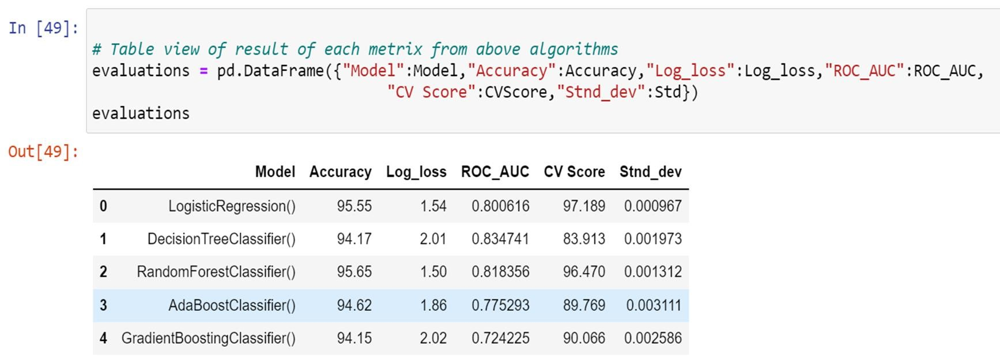 In [49]:
# Table view of result of each metrix from above algorithms
evaluations = pd.DataFrame({"Model":Model,"Accuracy":Accuracy,"Log_loss":Log_loss,"ROC_AUC":ROC_AUC,
"CV Score":CVScore,"Stnd_dev":Std})
evaluations
Out[49]:
Model Accuracy Log_loss ROC_AUC CV Score Stnd_dev
0 LogisticRegression() 95.55 1.54 0.800616 97.189 0.000967
1 DecisionTreeClassifier() 94.17 2.01 0.834741 83.913 0.001973
2 RandomForestClassifier() 95.65 1.50 0.818356 96.470 0.001312
3 AdaBoostClassifier() 94.62 1.86 0.775293 89.769 0.003111
4 GradientBoostingClassifier() 94.15 2.02 0.724225 90.066 0.002586